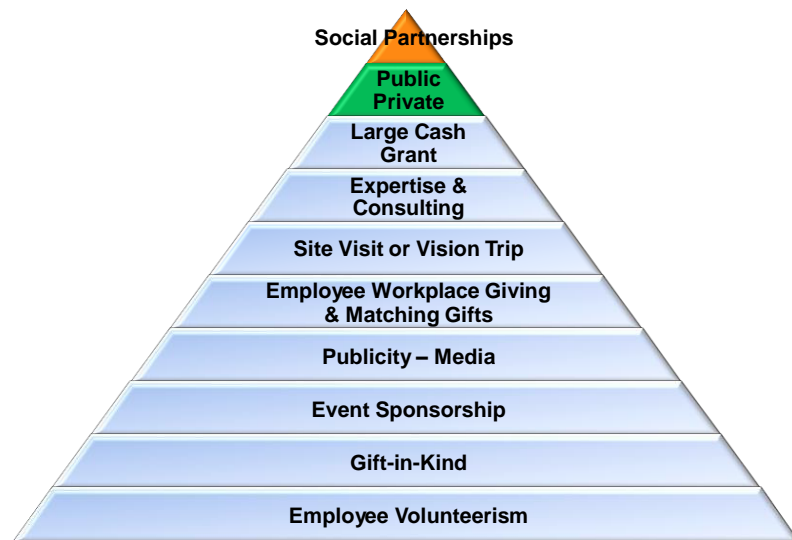 Social Partnerships
Public
Private
Large Cash
Grant
Expertise &
Consulting
Site Visit or Vision Trip
Employee Workplace Giving
& Matching Gifts
Publicity – Media
Event Sponsorship
Gift-in-Kind
Employee Volunteerism